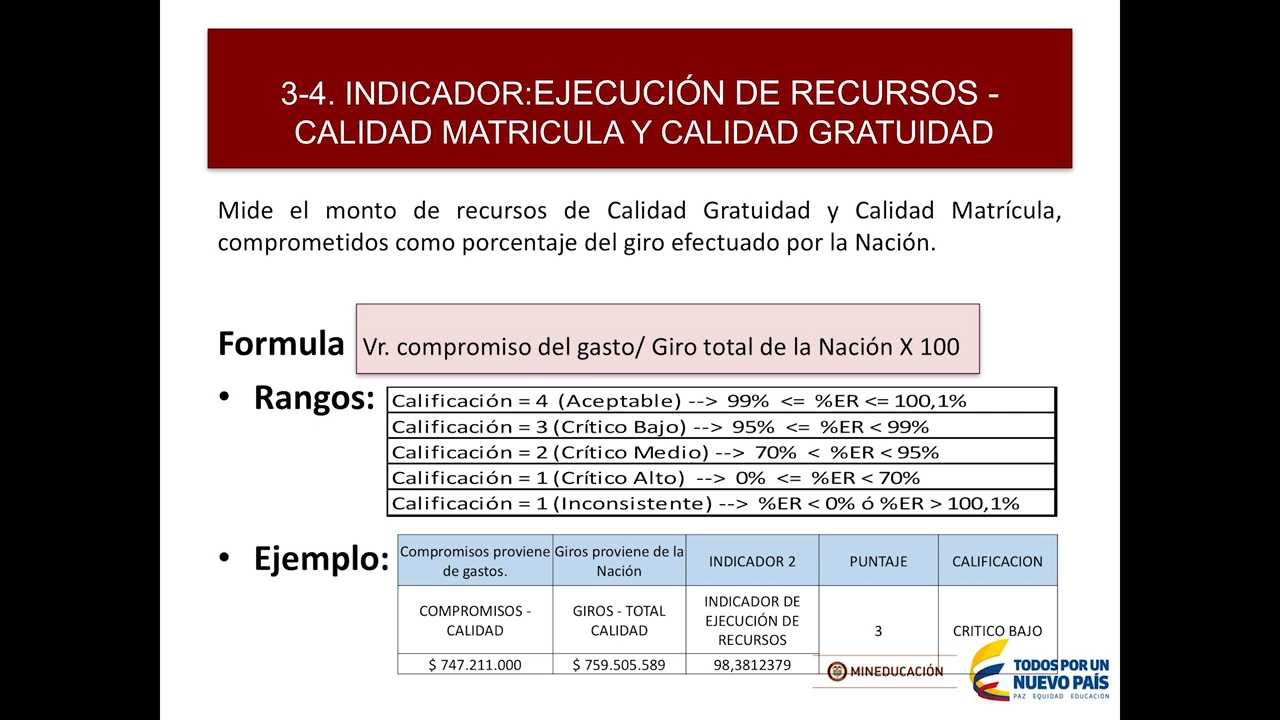 3-4. INDICADOR:EJECUCIÓN DE RECURSOS -
CALIDAD MATRICULA Y CALIDAD GRATUIDAD
Mide el monto de recursos de Calidad Gratuidad y Calidad Matrícula,
comprometidos como porcentaje del giro efectuado por la Nación.
Formula
Vr. compromiso del gasto/ Giro total de la Nación X 100
• Rangos:
Calificación = 4 (Aceptable) --> 99% <= %ER <= 100,1%
Calificación = 3 (Crítico Bajo) --> 95% <= %ER < 99%
Calificación = 2 (Crítico Medio) --> 70% < %ER < 95%
Calificación = 1 (Crítico Alto) --> 0% <= %ER < 70%
Calificación = 1 (Inconsistente) --> %ER < 0% ó %ER > 100,1%
• Ejemplo:
Compromisos proviene de gastos.
Giros proviene de la Nación
INDICADOR 2
PUNTAJE
CALIFICACION
COMPROMISOS - CALIDAD
GIROS - TOTAL CALIDAD
INDICADOR DE EJECUCIÓN DE RECURSOS
3
CRITICO BAJO
$ 747.211.000
$ 759.505.589
98,3812379
MINEDUCACIÓN
TODOS POR UN
NUEVO PAÍS
PAZ EQUIDAD EDUCACIÓN